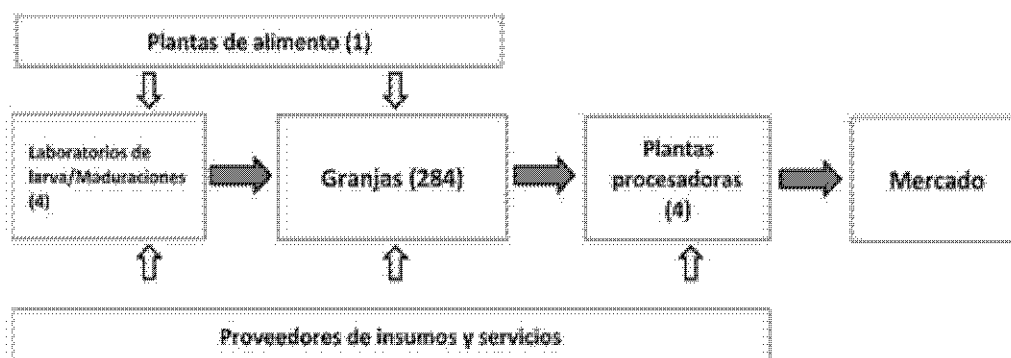 Plantas de alimento (1)
Laboratorios de
larva/Maduraciones
(4)
Granjas (284)
Plantas
procesadoras
(4)
Mercado
Proveedores de insumos y servicios